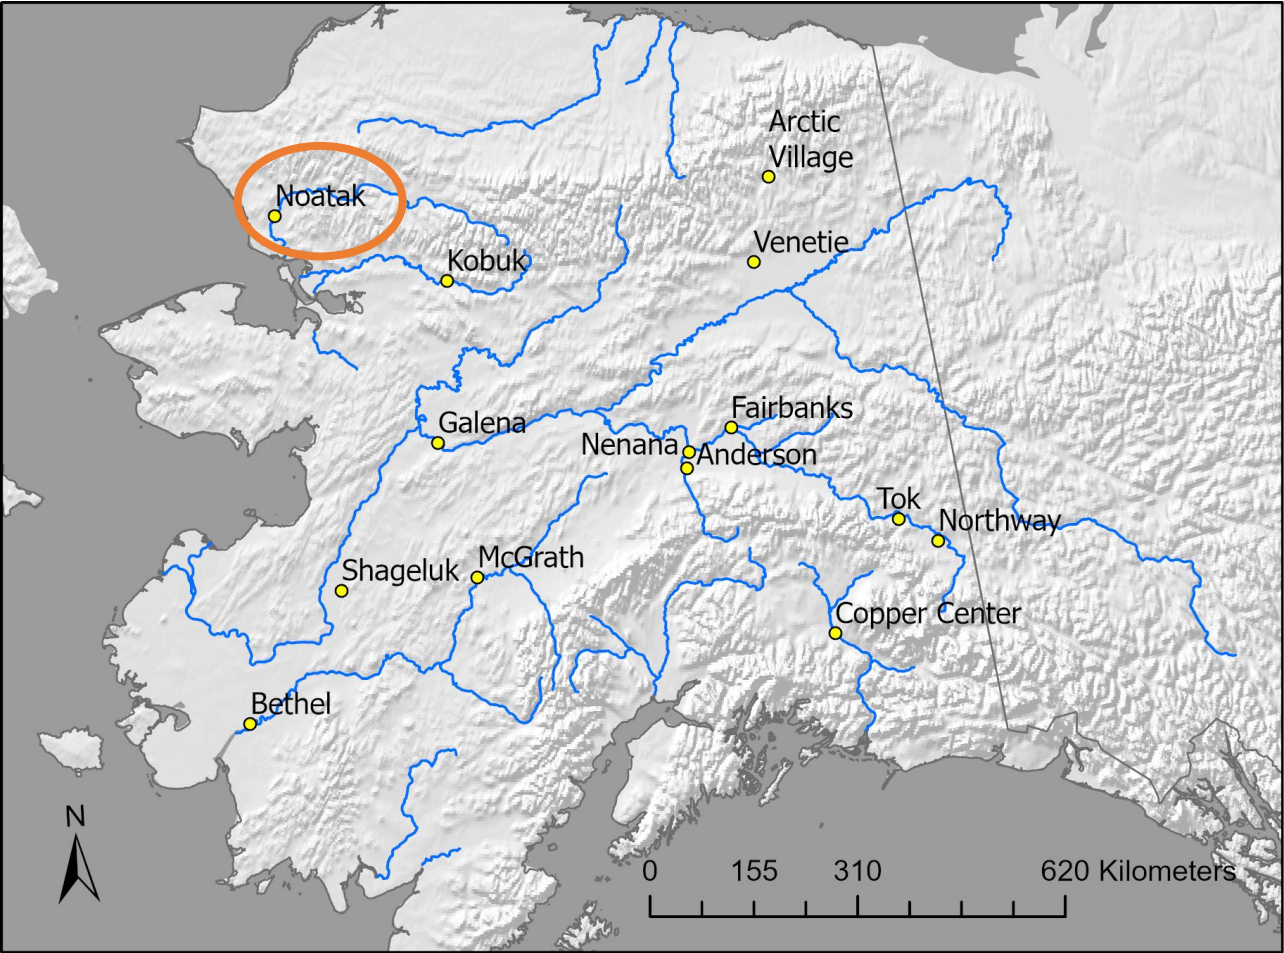 Arctic
Village
Noatak
Venetie
Kobuk
Fairbanks
Galena
Nenana
Anderson
Tok
Northway
McGrath
Shageluk
Copper Center
Bethel
N
0 155 310 620 Kilometers